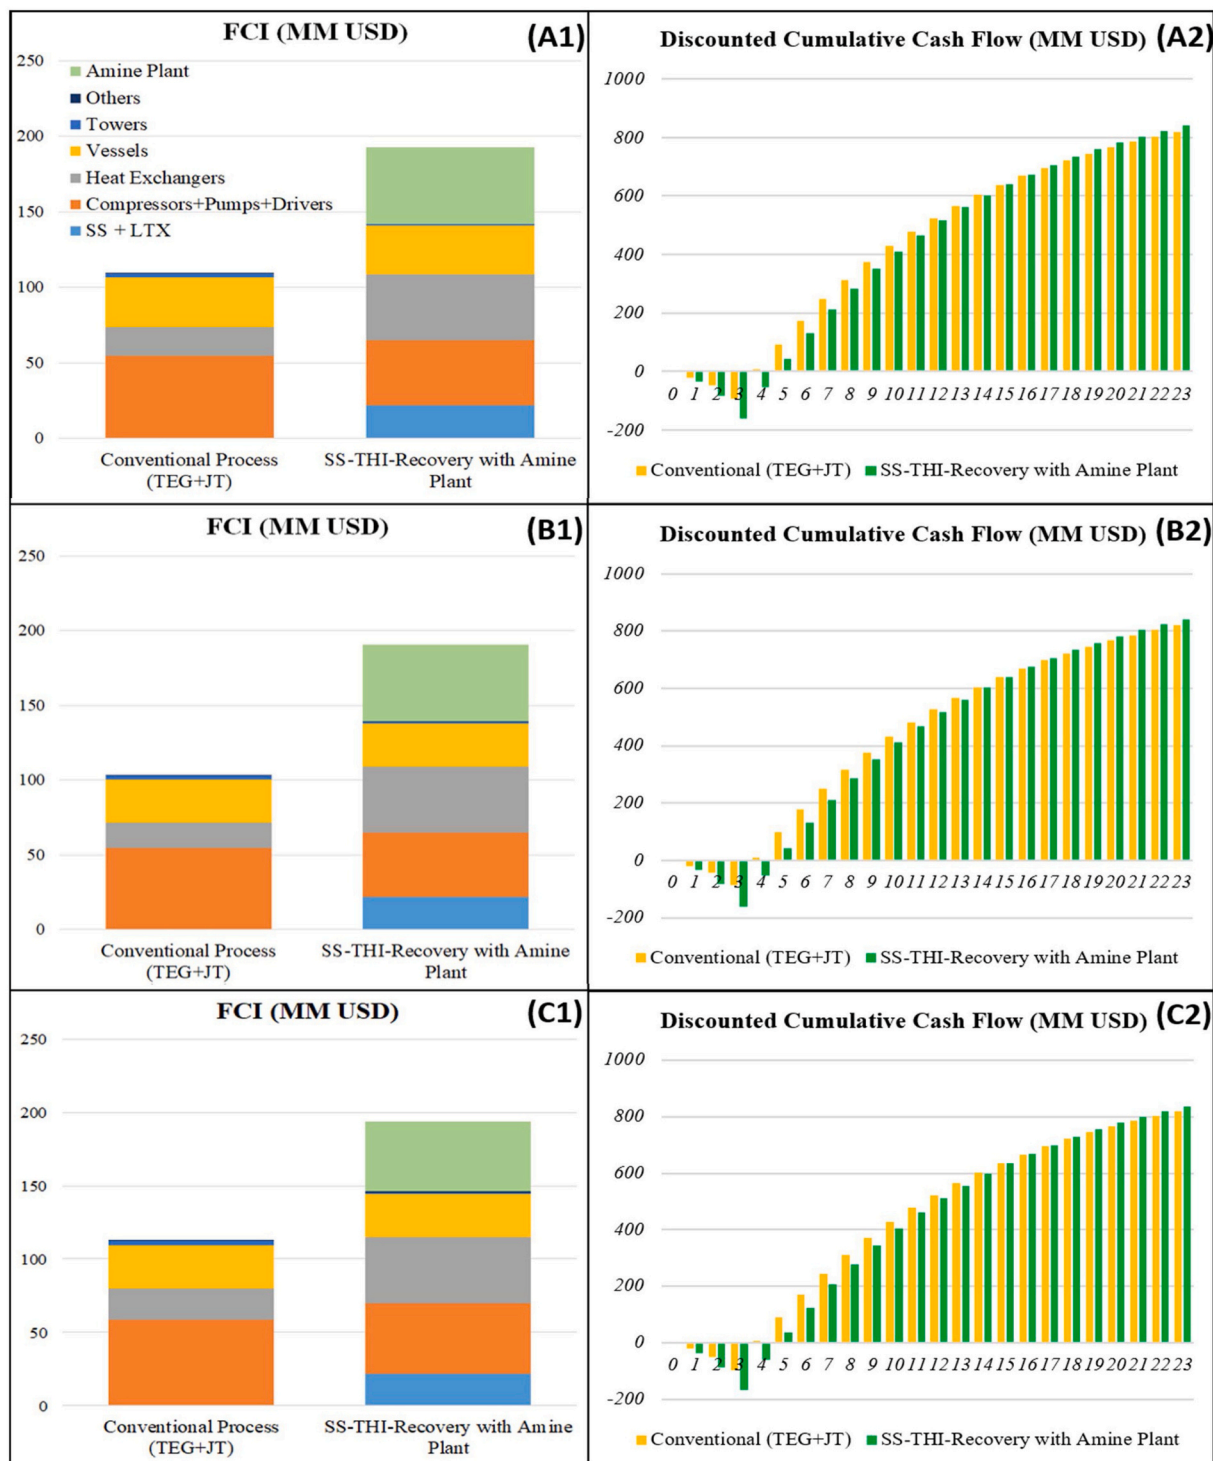 FCI (MM USD)
(A1)
250
200
150
100
50
0
Amine Plant
Others
Towers
Vessels
Heat Exchangers
Compressors+Pumps+Drivers
SS + LTX
Conventional Process
(TEG+JT)
SS-THI-Recovery with Amine
Plant
Discounted Cumulative Cash Flow (MM USD)
(A2)
1000
800
600
400
200
0
-200
0 1 2 3 4 5 6 7 8 9 10 11 12 13 14 15 16 17 18 19 20 21 22 23
Conventional (TEG+JT)
SS-THI-Recovery with Amine Plant
FCI (MM USD)
(B1)
250
200
150
100
50
0
Conventional Process
(TEG+JT)
SS-THI-Recovery with Amine
Plant
Discounted Cumulative Cash Flow (MM USD)
(B2)
1000
800
600
400
200
0
-200
0 1 2 3 4 5 6 7 8 9 10 11 12 13 14 15 16 17 18 19 20 21 22 23
Conventional (TEG+JT)
SS-THI-Recovery with Amine Plant
FCI (MM USD)
(C1)
250
200
150
100
50
0
Conventional Process
(TEG+JT)
SS-THI-Recovery with Amine
Plant
Discounted Cumulative Cash Flow (MM USD)
(C2)
1000
800
600
400
200
0
-200
0 1 2 3 4 5 6 7 8 9 10 11 12 13 14 15 16 17 18 19 20 21 22 23
Conventional (TEG+JT)
SS-THI-Recovery with Amine Plant